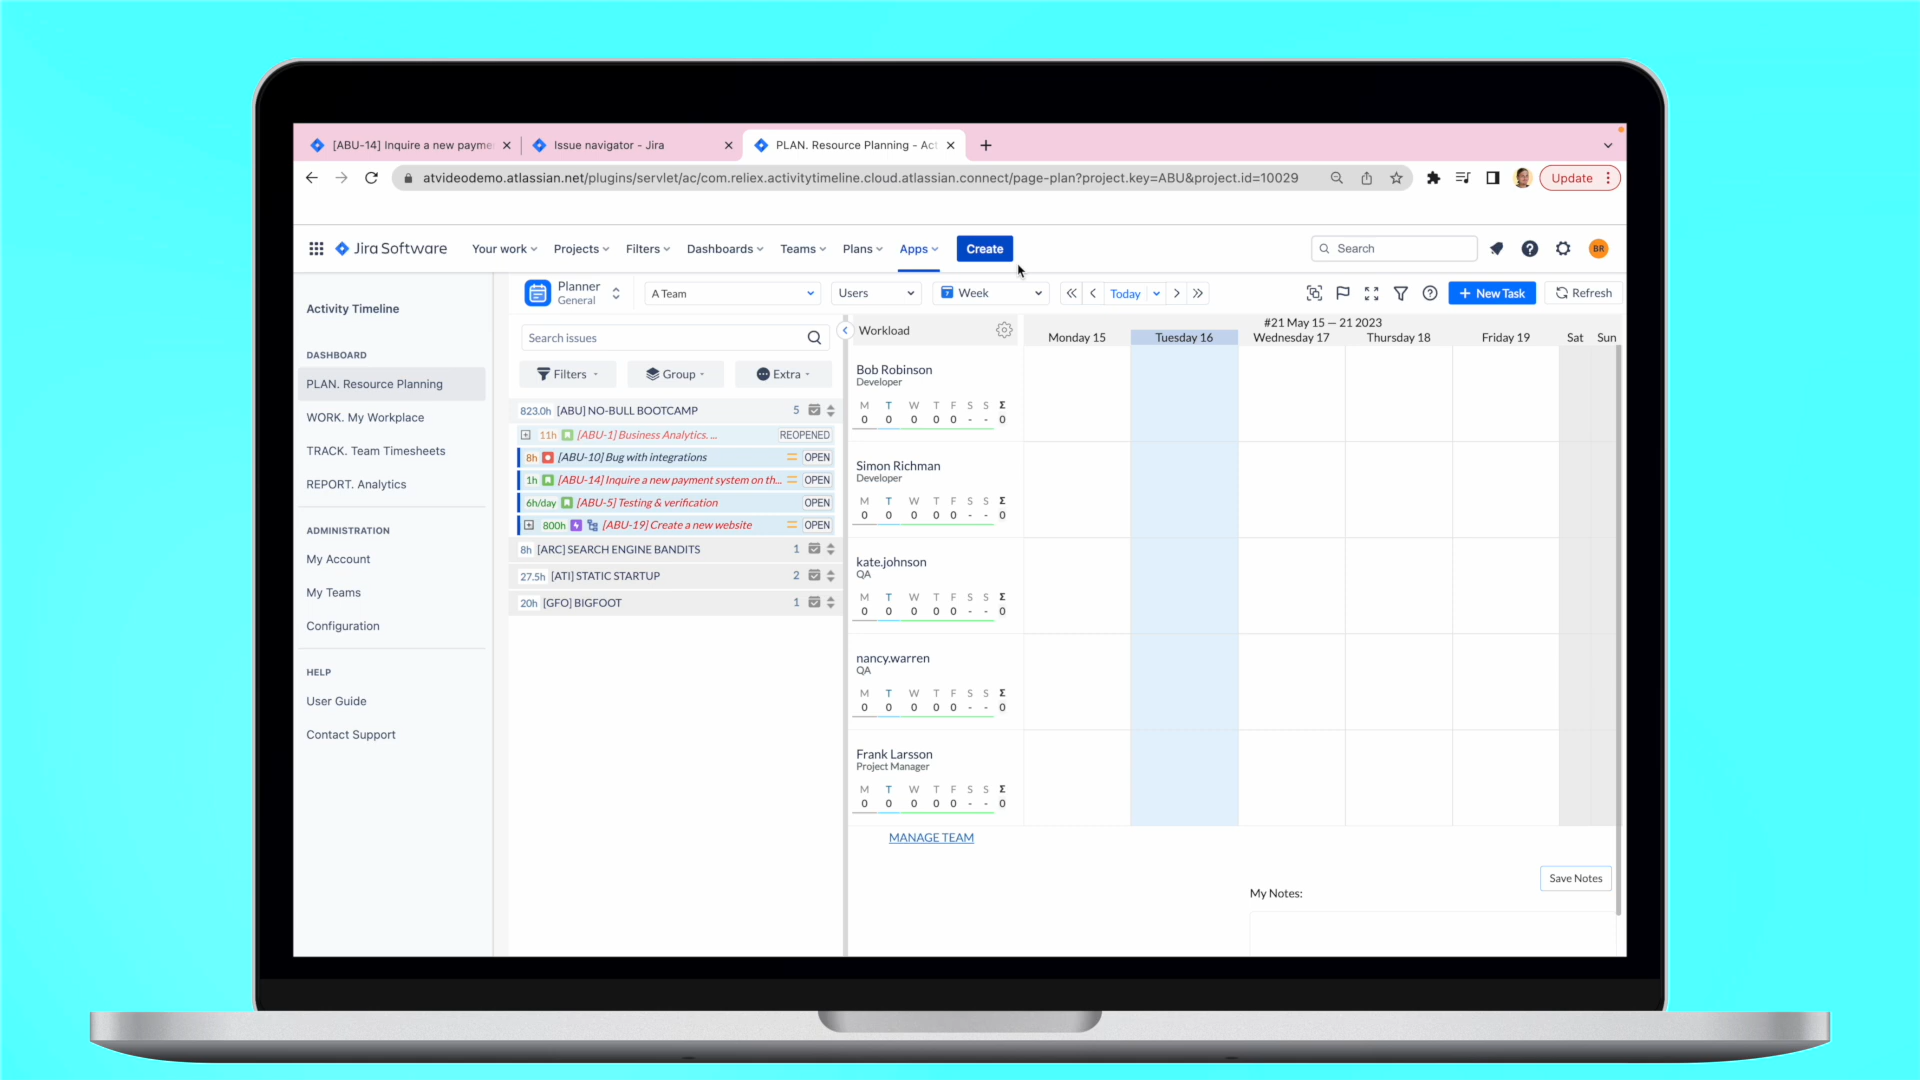 [ABU-14] Inquire a new payme
Issue navigator - Jira
PLAN. Resource Planning - Act
atvideodemo.atlassian.net/plugins/servlet/ac/com.reliex.activitytimeline.cloud.atlassian.connect/page-plan?project.key=ABU&project.id=10029
Update
Jira Software
Your work
Projects
Filters
Dashboards
Teams
Plans
Apps
Create
Search
BR
Activity Timeline
DASHBOARD
PLAN. Resource Planning
WORK. My Workplace
TRACK. Team Timesheets
REPORT. Analytics
ADMINISTRATION
My Account
My Teams
Configuration
HELP
User Guide
Contact Support
Planner
General
A Team
Users
Week
Today
+ New Task
Refresh
Search issues
Filters
Group
Extra
823.0h [ABU] NO-BULL BOOTCAMP 5
11h [ABU-1] Business Analytics. ... REOPENED
8h [ABU-10] Bug with integrations OPEN
1h [ABU-14] Inquire a new payment system on th... OPEN
6h/day [ABU-5] Testing & verification OPEN
800h [ABU-19] Create a new website OPEN
8h [ARC] SEARCH ENGINE BANDITS 1
27.5h [ATI] STATIC STARTUP 2
20h [GFO] BIGFOOT 1
Workload
#21 May 15 — 21 2023
Monday 15 Tuesday 16 Wednesday 17 Thursday 18 Friday 19 Sat Sun
Bob Robinson
Developer
M T W T F S S Σ
0 0 0 0 0 - - 0
Simon Richman
Developer
M T W T F S S Σ
0 0 0 0 0 - - 0
kate.johnson
QA
M T W T F S S Σ
0 0 0 0 0 - - 0
nancy.warren
QA
M T W T F S S Σ
0 0 0 0 0 - - 0
Frank Larsson
Project Manager
M T W T F S S Σ
0 0 0 0 0 - - 0
MANAGE TEAM
Save Notes
My Notes: